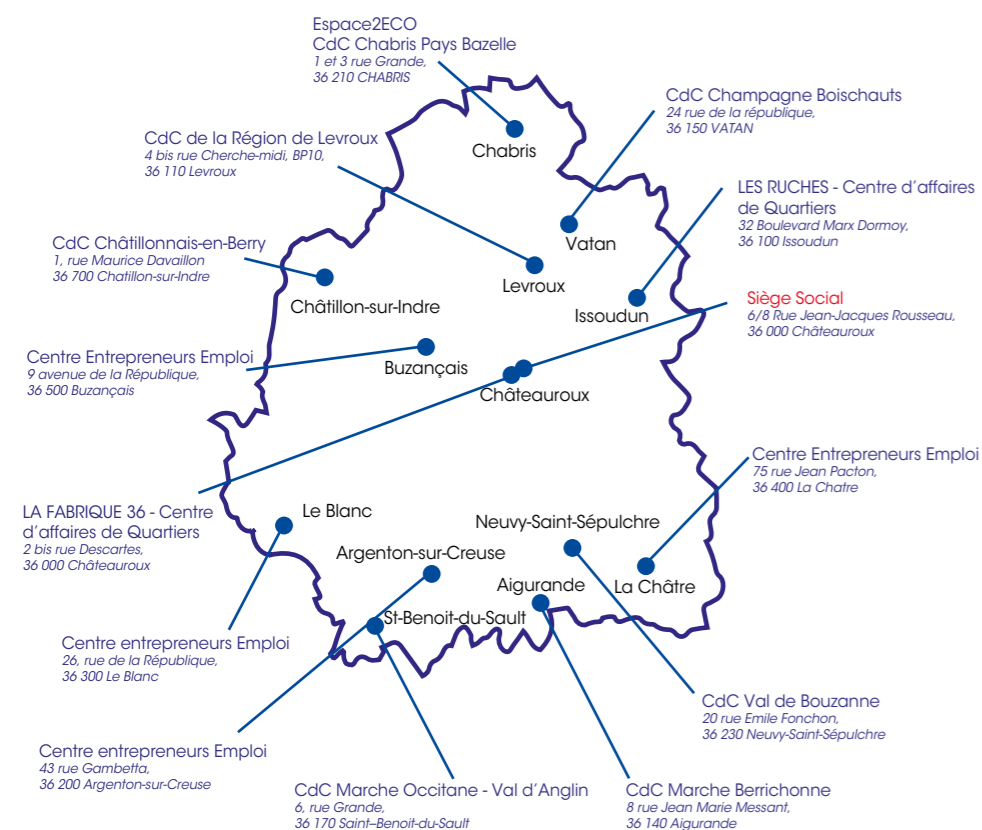 Espace2ECO
CdC Chabris Pays Bazelle
1 et 3 rue Grande,
36 210 CHABRIS
CdC Champagne Boischauts
24 rue de la république,
36 150 VATAN
CdC de la Région de Levroux
4 bis rue Cherche-midi, BP10,
36 110 Levroux
Chabris
LES RUCHES - Centre d'affaires
de Quartiers
32 Boulevard Marx Dormoy,
36 100 Issoudun
Vatan
CdC Châtillonnais-en-Berry
1, rue Maurice Davaillon
36 700 Chatillon-sur-Indre
Levroux
Châtillon-sur-Indre
Issoudun
Siège Social
6/8 Rue Jean-Jacques Rousseau,
36 000 Châteauroux
Centre Entrepreneurs Emploi
9 avenue de la République,
36 500 Buzançais
Buzançais
Châteauroux
Centre Entrepreneurs Emploi
75 rue Jean Pacton,
36 400 La Chatre
LA FABRIQUE 36 - Centre
d'affaires de Quartiers
2 bis rue Descartes,
36 000 Châteauroux
Le Blanc
Neuvy-Saint-Sépulchre
Argenton-sur-Creuse
Aigurande
La Châtre
St-Benoit-du-Sault
Centre entrepreneurs Emploi
26, rue de la République,
36 300 Le Blanc
CdC Val de Bouzanne
20 rue Emile Fonchon,
36 230 Neuvy-Saint-Sépulchre
Centre entrepreneurs Emploi
43 rue Gambetta,
36 200 Argenton-sur-Creuse
CdC Marche Occitane - Val d'Anglin
6, rue Grande,
36 170 Saint–Benoit-du-Sault
CdC Marche Berrichonne
8 rue Jean Marie Messant,
36 140 Aigurande